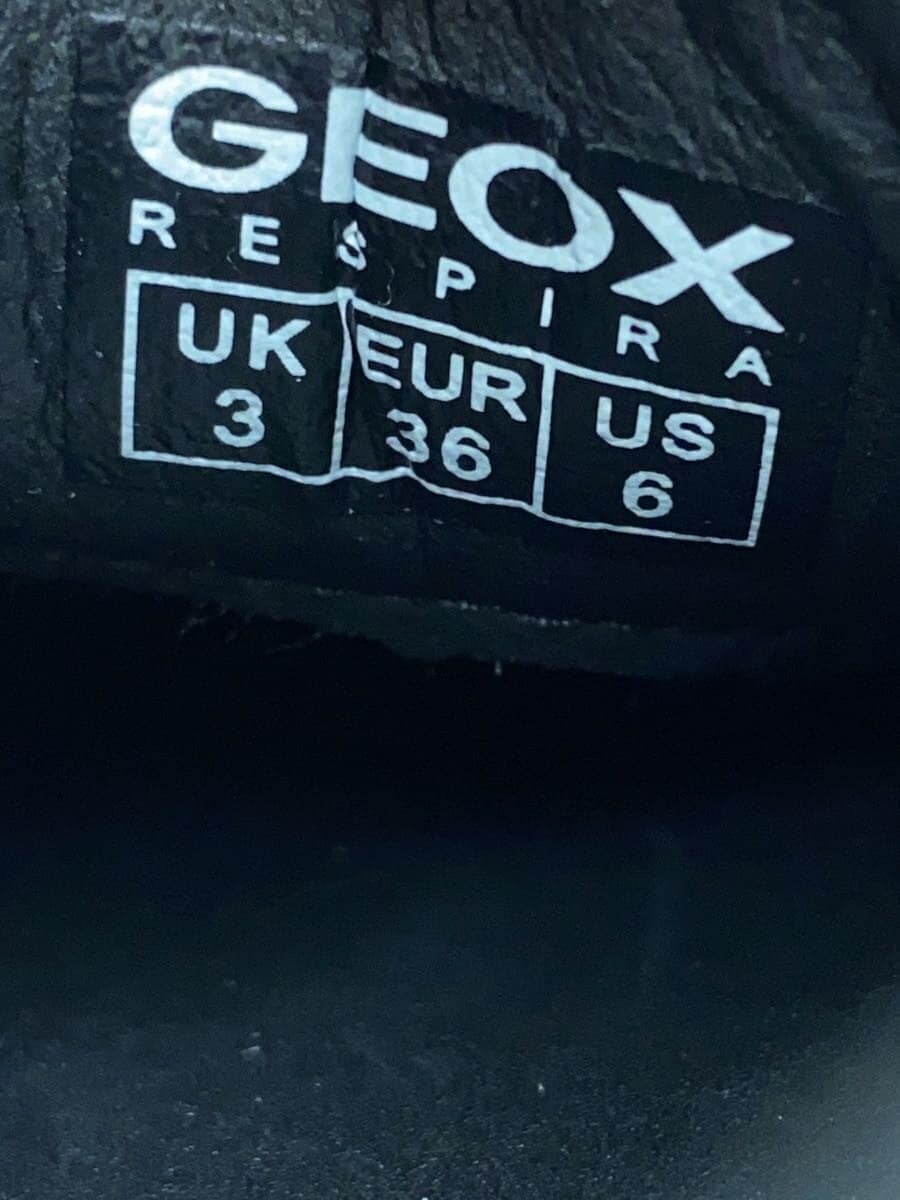 GEOX
RESPIRA
UK EUR US
3 36 6